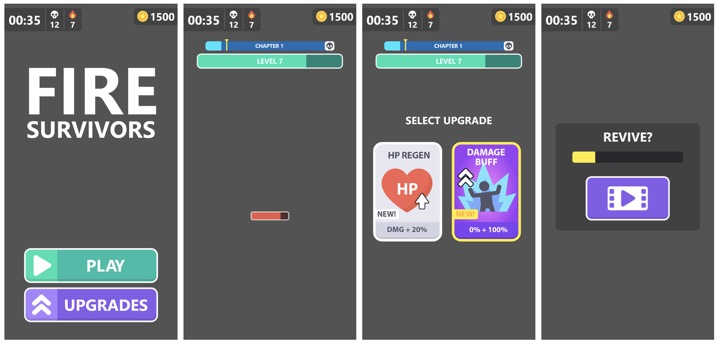 00:35
12
7
1500
FIRE
SURVIVORS
PLAY
UPGRADES
00:35
12
7
1500
CHAPTER 1
LEVEL 7
00:35
12
7
1500
CHAPTER 1
LEVEL 7
SELECT UPGRADE
HP REGEN
HP
NEW!
DMG + 20%
DAMAGE
BUFF
NEW!
0% + 100%
00:35
12
7
1500
REVIVE?